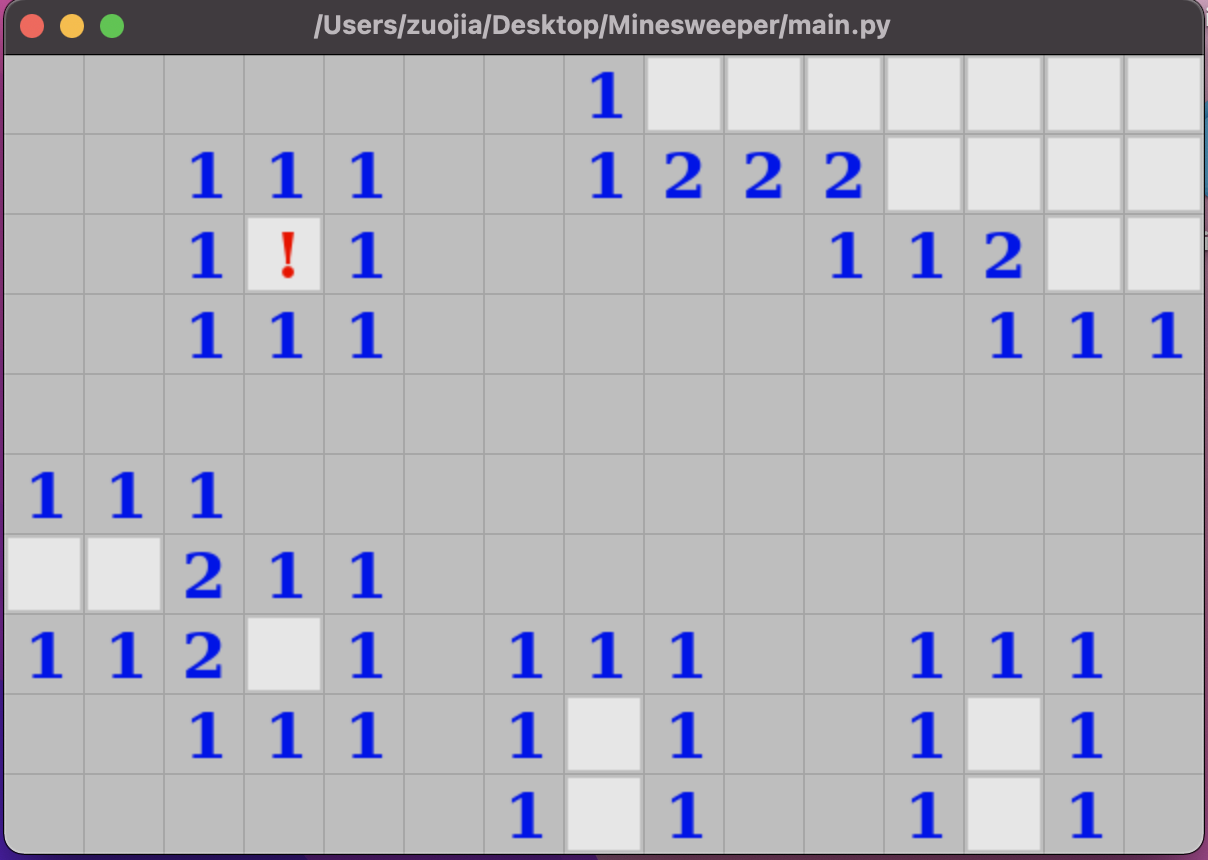 /Users/zuojia/Desktop/Minesweeper/main.py
1
1 1 1 1 2 2 2
1 ! 1 1 1 2
1 1 1 1 1 1
1 1 1
2 1 1
1 1 2 1 1 1 1 1 1 1
1 1 1 1 1 1 1
1 1 1 1